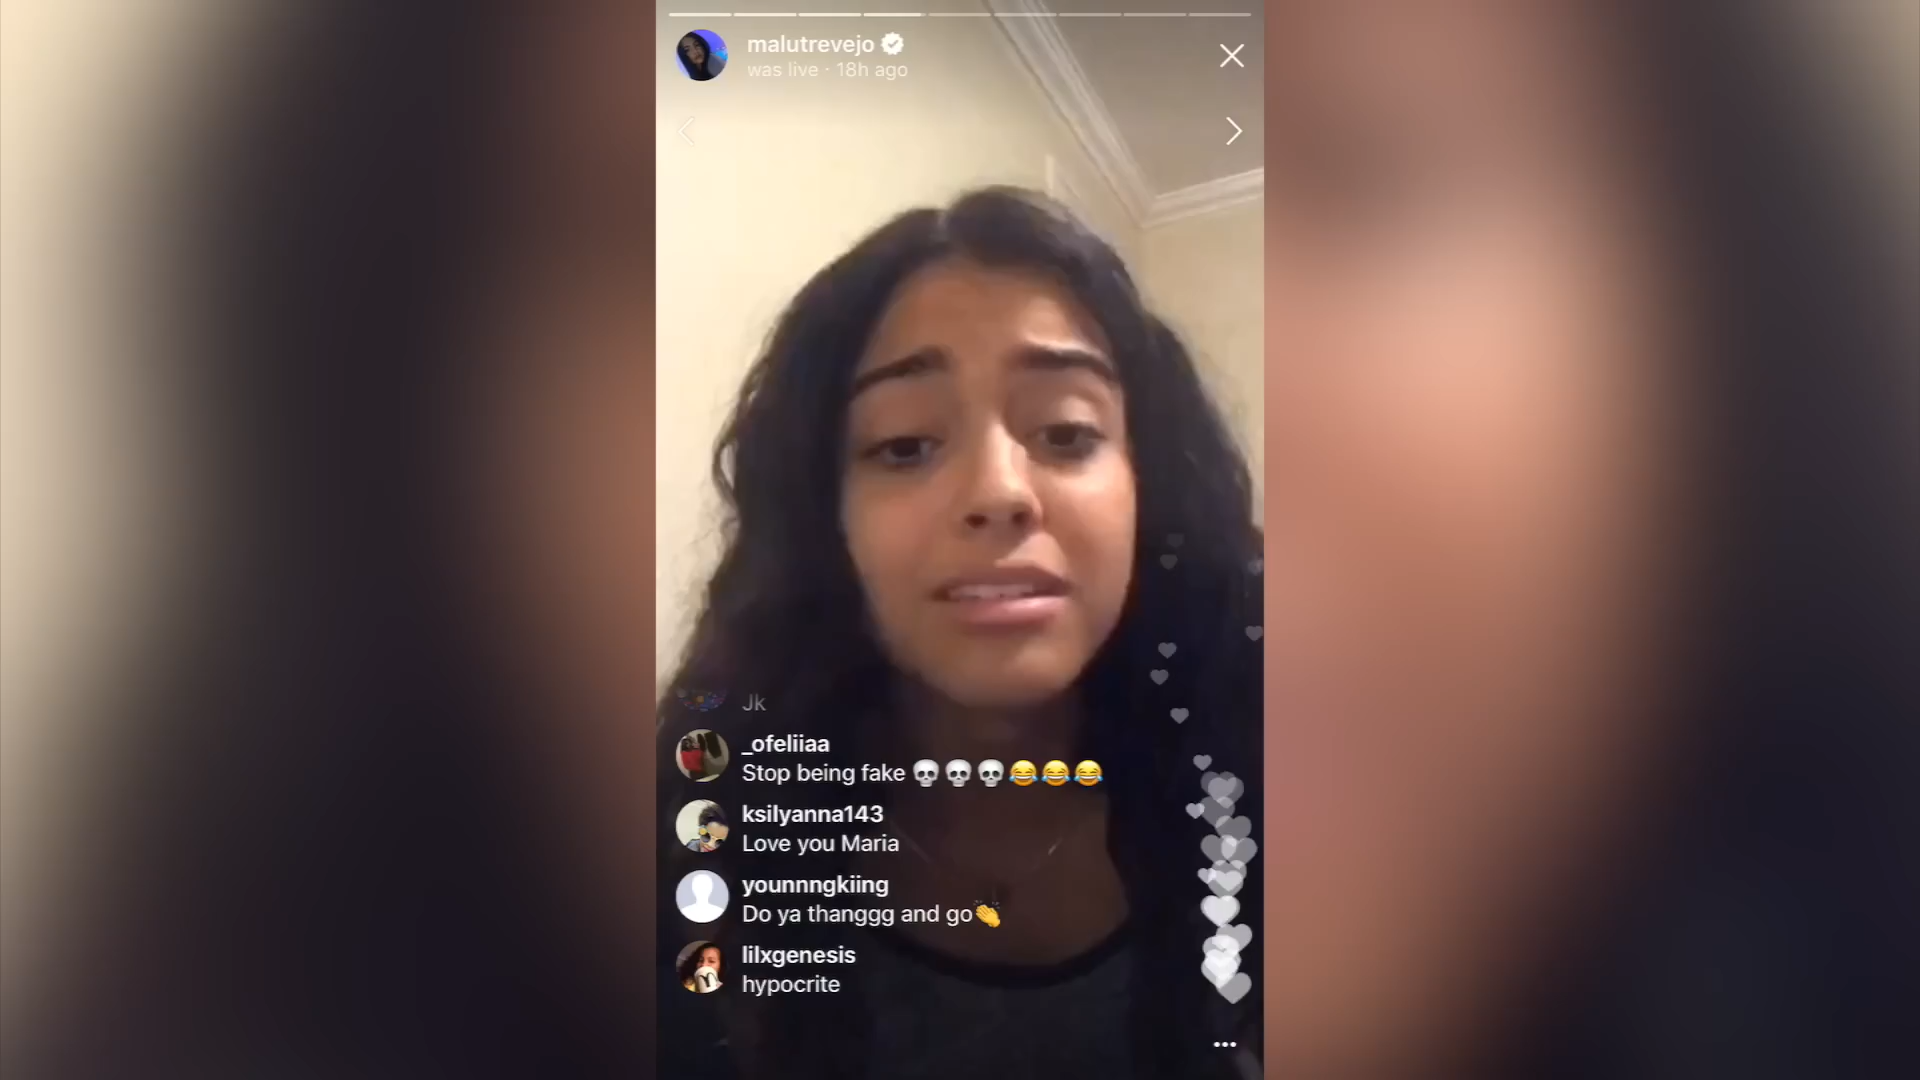 malutrevejo
was live · 18h ago
Jk
_ofeliiaa
Stop being fake 💀💀💀😂😂😂
ksilyanna143
Love you Maria
younnngkiing
Do ya thanggg and go👏
lilxgenesis
hypocrite